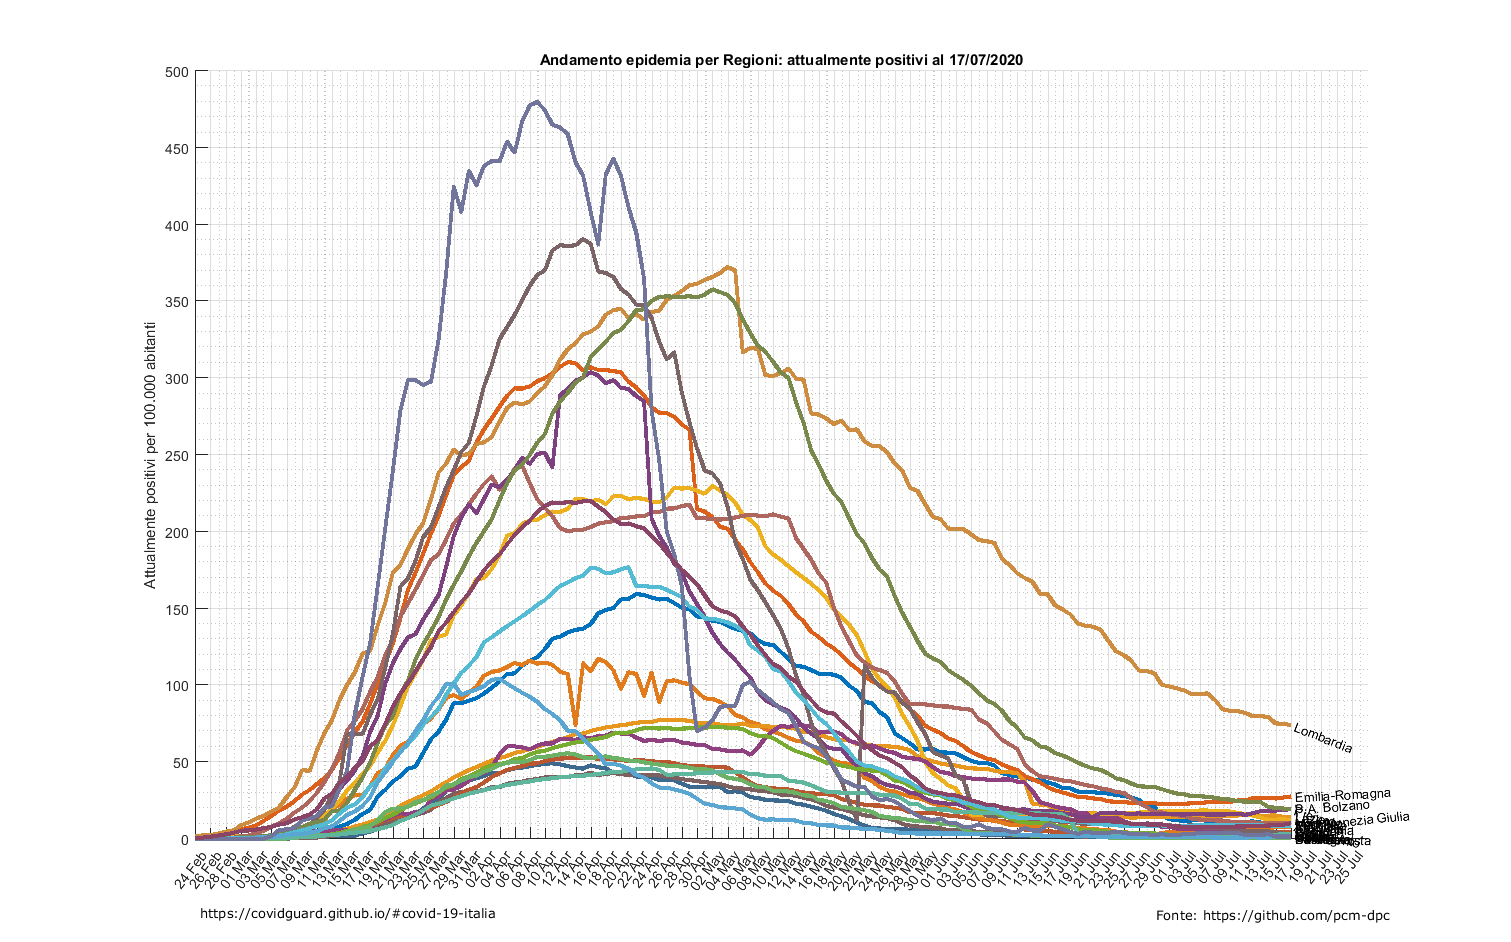 Andamento epidemia per Regioni: attualmente positivi al 17/07/2020
Attualmente positivi per 100.000 abitanti
500
450
400
350
300
250
200
150
100
50
0
24 Feb
26 Feb
28 Feb
01 Mar
03 Mar
05 Mar
07 Mar
09 Mar
11 Mar
13 Mar
15 Mar
17 Mar
19 Mar
21 Mar
23 Mar
25 Mar
27 Mar
29 Mar
31 Mar
02 Apr
04 Apr
06 Apr
08 Apr
10 Apr
12 Apr
14 Apr
16 Apr
18 Apr
20 Apr
22 Apr
24 Apr
26 Apr
28 Apr
30 Apr
02 May
04 May
06 May
08 May
10 May
12 May
14 May
16 May
18 May
20 May
22 May
24 May
26 May
28 May
30 May
01 Jun
03 Jun
05 Jun
07 Jun
09 Jun
11 Jun
13 Jun
15 Jun
17 Jun
19 Jun
21 Jun
23 Jun
25 Jun
27 Jun
29 Jun
01 Jul
03 Jul
05 Jul
07 Jul
09 Jul
11 Jul
13 Jul
15 Jul
17 Jul
19 Jul
21 Jul
23 Jul
25 Jul
Lombardia
Emilia-Romagna
P.A. Bolzano
Venezia Giulia
https://covidguard.github.io/#covid-19-italia
Fonte: https://github.com/pcm-dpc